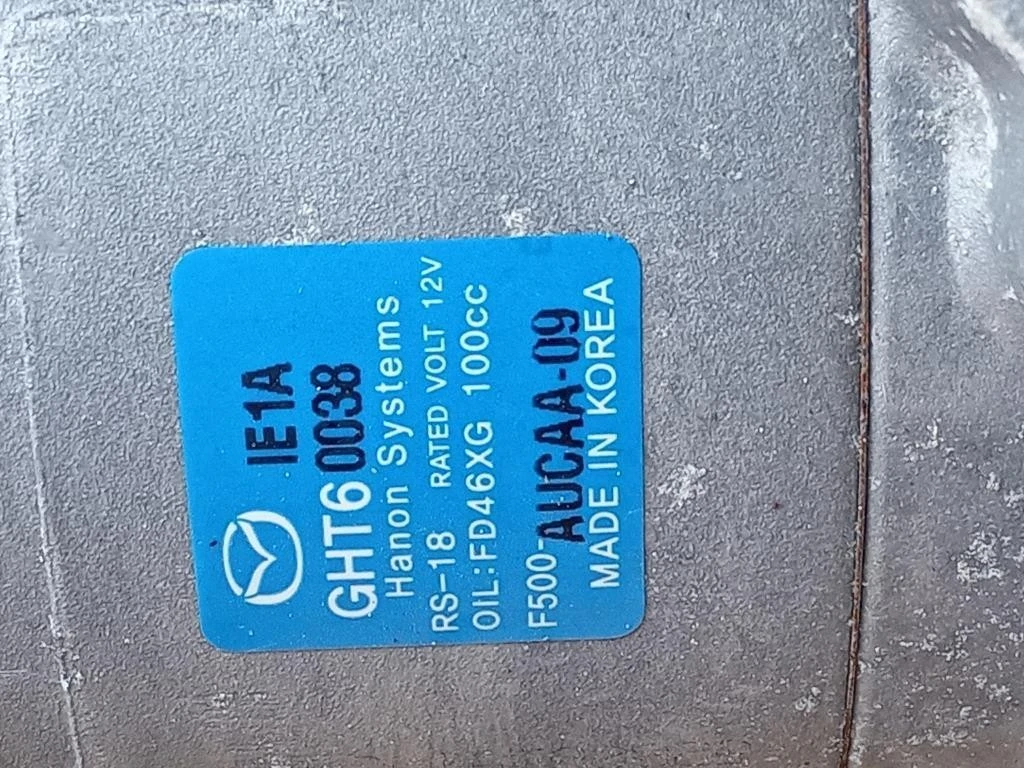 IE1A
GHT6 0038
Hanon Systems
RS-18 RATED VOLT 12V
OIL:FD46XG 100cc
F500-AUCAA-09
MADE IN KOREA